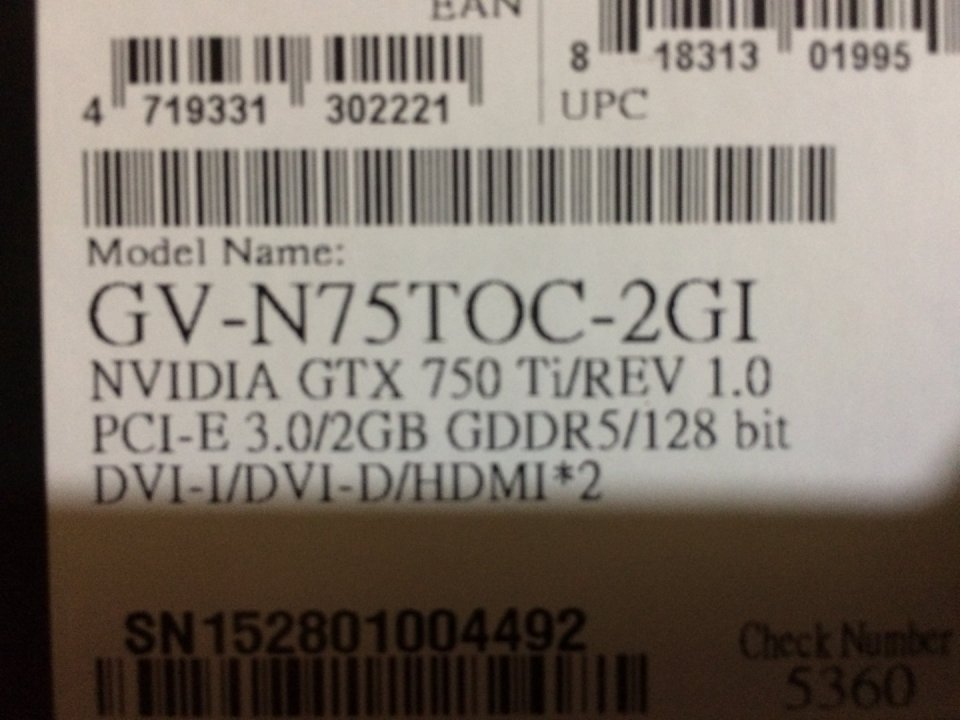 EAN
4 719331 302221
8 18313 01995
UPC
Model Name:
GV-N75TOC-2GI
NVIDIA GTX 750 Ti/REV 1.0
PCI-E 3.0/2GB GDDR5/128 bit
DVI-I/DVI-D/HDMI*2
SN152801004492
Check Number
5360